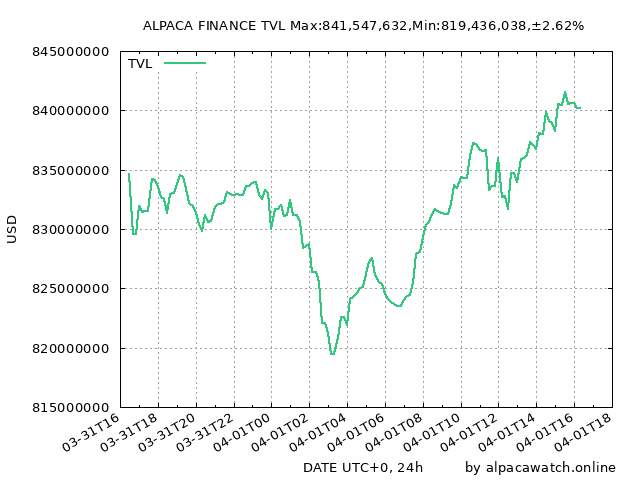 ALPACA FINANCE TVL Max:841,547,632,Min:819,436,038,±2.62%
TVL
845000000
840000000
835000000
830000000
825000000
820000000
815000000
USD
03-31T16
03-31T18
03-31T20
03-31T22
04-01T00
04-01T02
04-01T04
04-01T06
04-01T08
04-01T10
04-01T12
04-01T14
04-01T16
04-01T18
DATE UTC+0, 24h
by alpacawatch.online